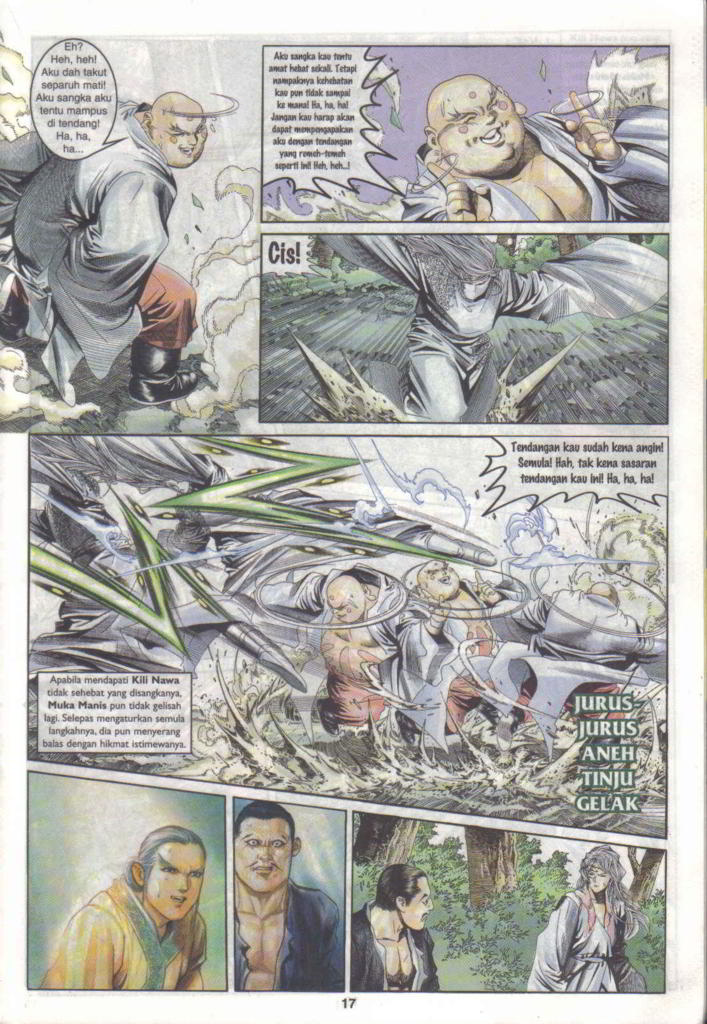 Eh?
Heh, heh!
Aku dah takut
separuh mati!
Aku sangka aku
tentu mampus
di tendang!
Ha, ha,
ha...
Aku sangka kau tentu
amat hebat sekali. Tetapi
nampaknya kehebatan
kau pun tidak sampai
ke mana! Ha, ha, ha!
Jangan kau harap akan
dapat mempengapakan
aku dengan tendangan
yang remeh-temeh
seperti ini! Heh, heh...!
Cis!
Tendangan kau sudah kena angin!
Semula! Hah, tak kena sasaran
tendangan kau ini! Ha, ha, ha!
Apabila mendapati Kili Nawa
tidak sehebat yang disangkanya,
Muka Manis pun tidak gelisah
lagi. Selepas mengaturkan semula
langkahnya, dia pun menyerang
balas dengan hikmat istimewanya.
JURUS-
JURUS
ANEH
TINJU
GELAK
17